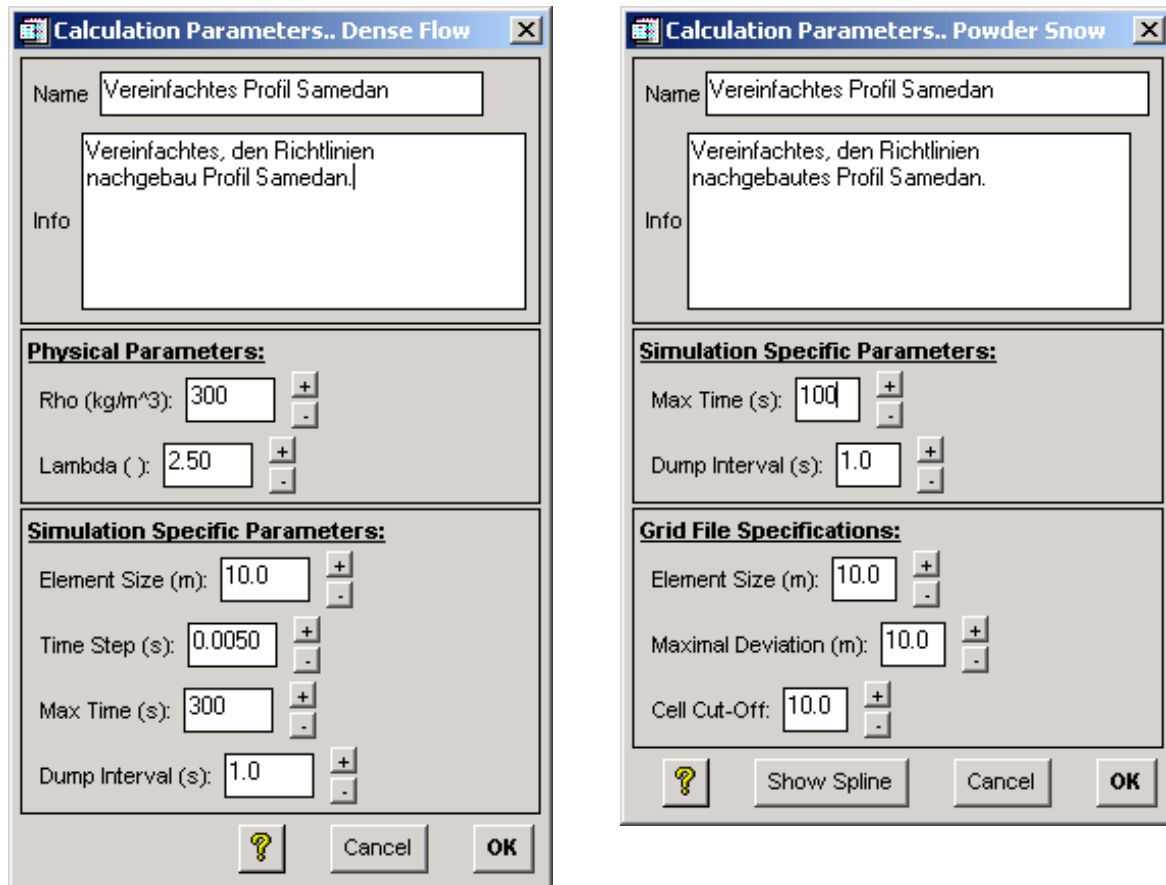 Calculation Parameters.. Dense Flow
Name Vereinfachtes Profil Samedan
Info
Vereinfachtes, den Richtlinien
nachgebau Profil Samedan.
Physical Parameters:
Rho (kg/m^3): 300 + -
Lambda ( ): 2.50 + -
Simulation Specific Parameters:
Element Size (m): 10.0 + -
Time Step (s): 0.0050 + -
Max Time (s): 300 + -
Dump Interval (s): 1.0 + -
? Cancel OK
Calculation Parameters.. Powder Snow
Name Vereinfachtes Profil Samedan
Info
Vereinfachtes, den Richtlinien
nachgebautes Profil Samedan.
Simulation Specific Parameters:
Max Time (s): 100 + -
Dump Interval (s): 1.0 + -
Grid File Specifications:
Element Size (m): 10.0 + -
Maximal Deviation (m): 10.0 + -
Cell Cut-Off: 10.0 + -
? Show Spline Cancel OK